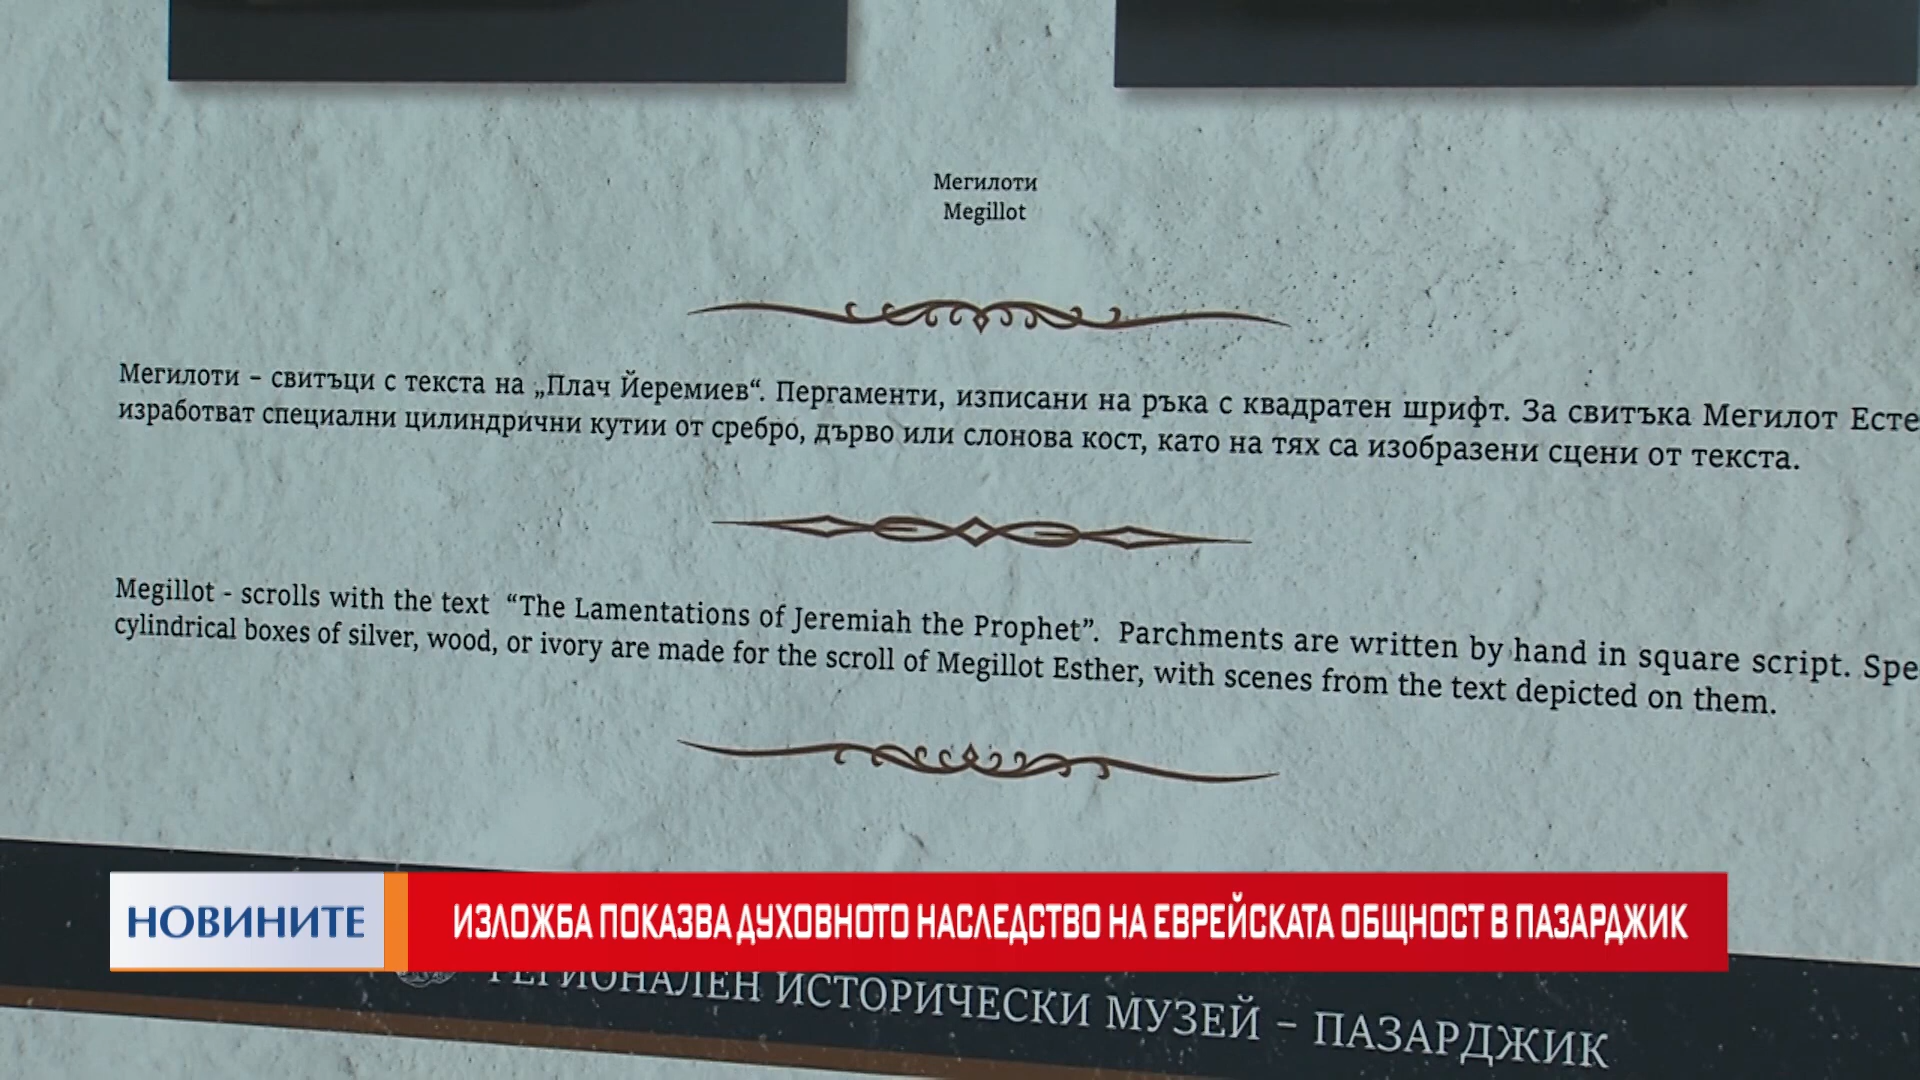 Мегилоти
Megillot
Мегилоти – свитъци с текста на „Плач Йеремиев“. Пергаменти, изписани на ръка с квадратен шрифт. За свитъка Мегилот Есте
изработват специални цилиндрични кутии от сребро, дърво или слонова кост, като на тях са изобразени сцени от текста.
Megillot - scrolls with the text “The Lamentations of Jeremiah the Prophet”. Parchments are written by hand in square script. Spe
cylindrical boxes of silver, wood, or ivory are made for the scroll of Megillot Esther, with scenes from the text depicted on them.
НОВИНИТЕ
ИЗЛОЖБА ПОКАЗВА ДУХОВНОТО НАСЛЕДСТВО НА ЕВРЕЙСКАТА ОБЩНОСТ В ПАЗАРДЖИК
РЕГИОНАЛЕН ИСТОРИЧЕСКИ МУЗЕЙ – ПАЗАРДЖИК